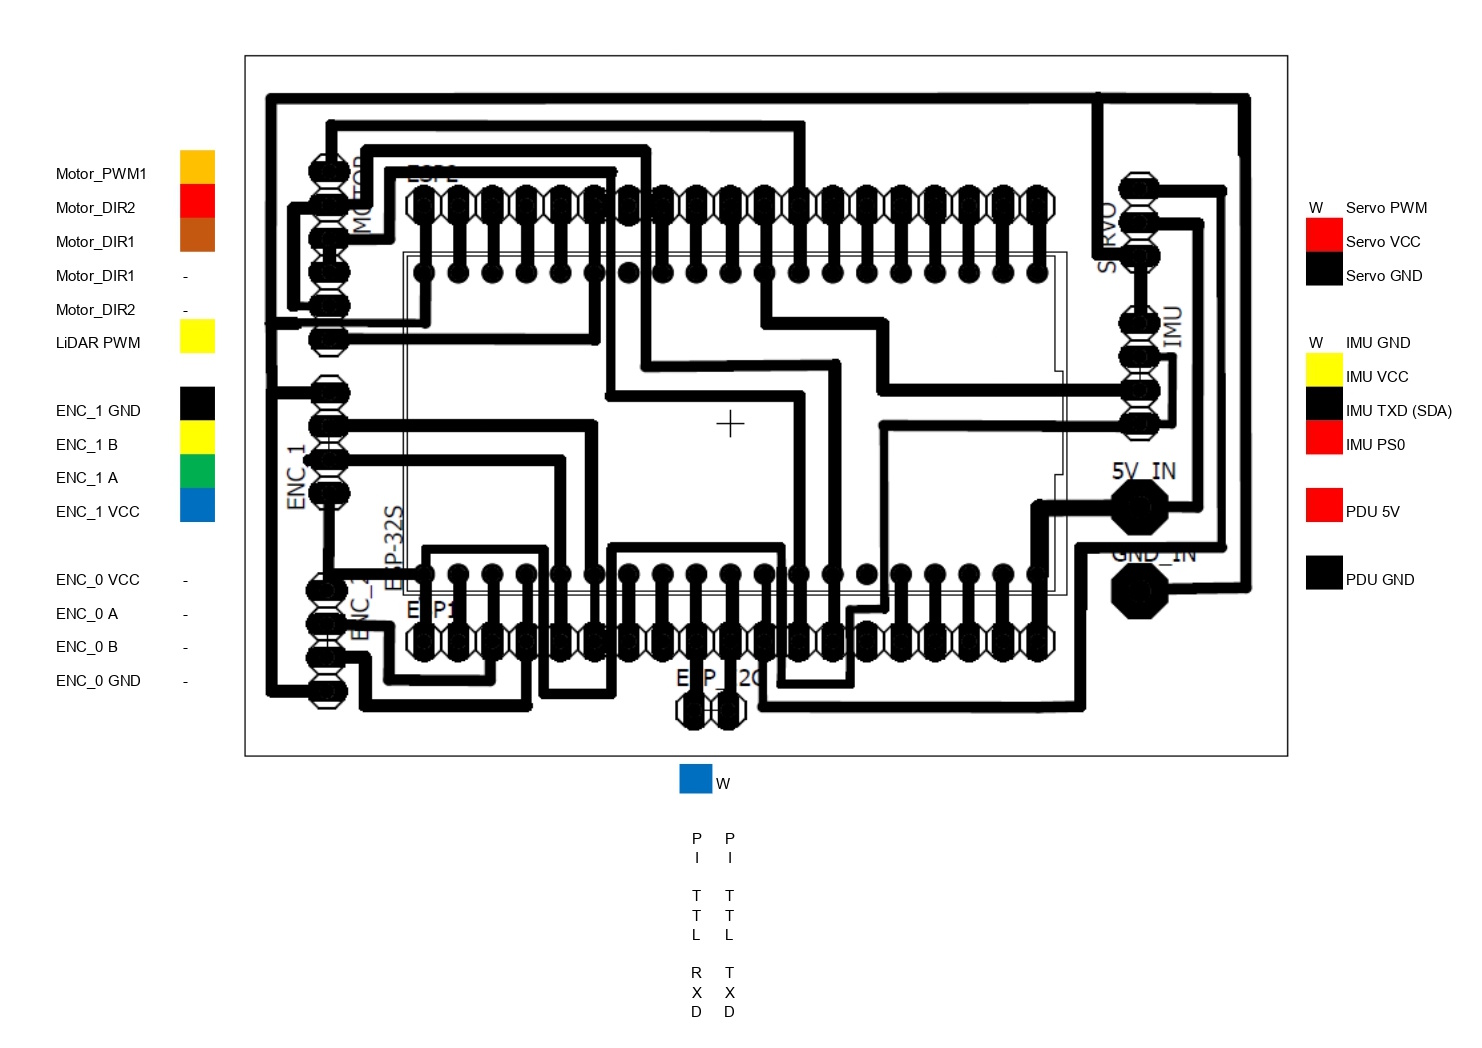 Motor_PWM1
Motor_DIR2
Motor_DIR1
Motor_DIR1 -
Motor_DIR2 -
LiDAR PWM
ENC_1 GND
ENC_1 B
ENC_1 A
ENC_1 VCC
ENC_0 VCC -
ENC_0 A -
ENC_0 B -
ENC_0 GND -
MOTOR
ESP2
ENC_1
ESP-32S
ENC_2
ESP1
SERVO
IMU
5V_IN
GND_IN
W Servo PWM
Servo VCC
Servo GND
W IMU GND
IMU VCC
IMU TXD (SDA)
IMU PS0
PDU 5V
PDU GND
W
PI TTL RXD
PI TTL TXD